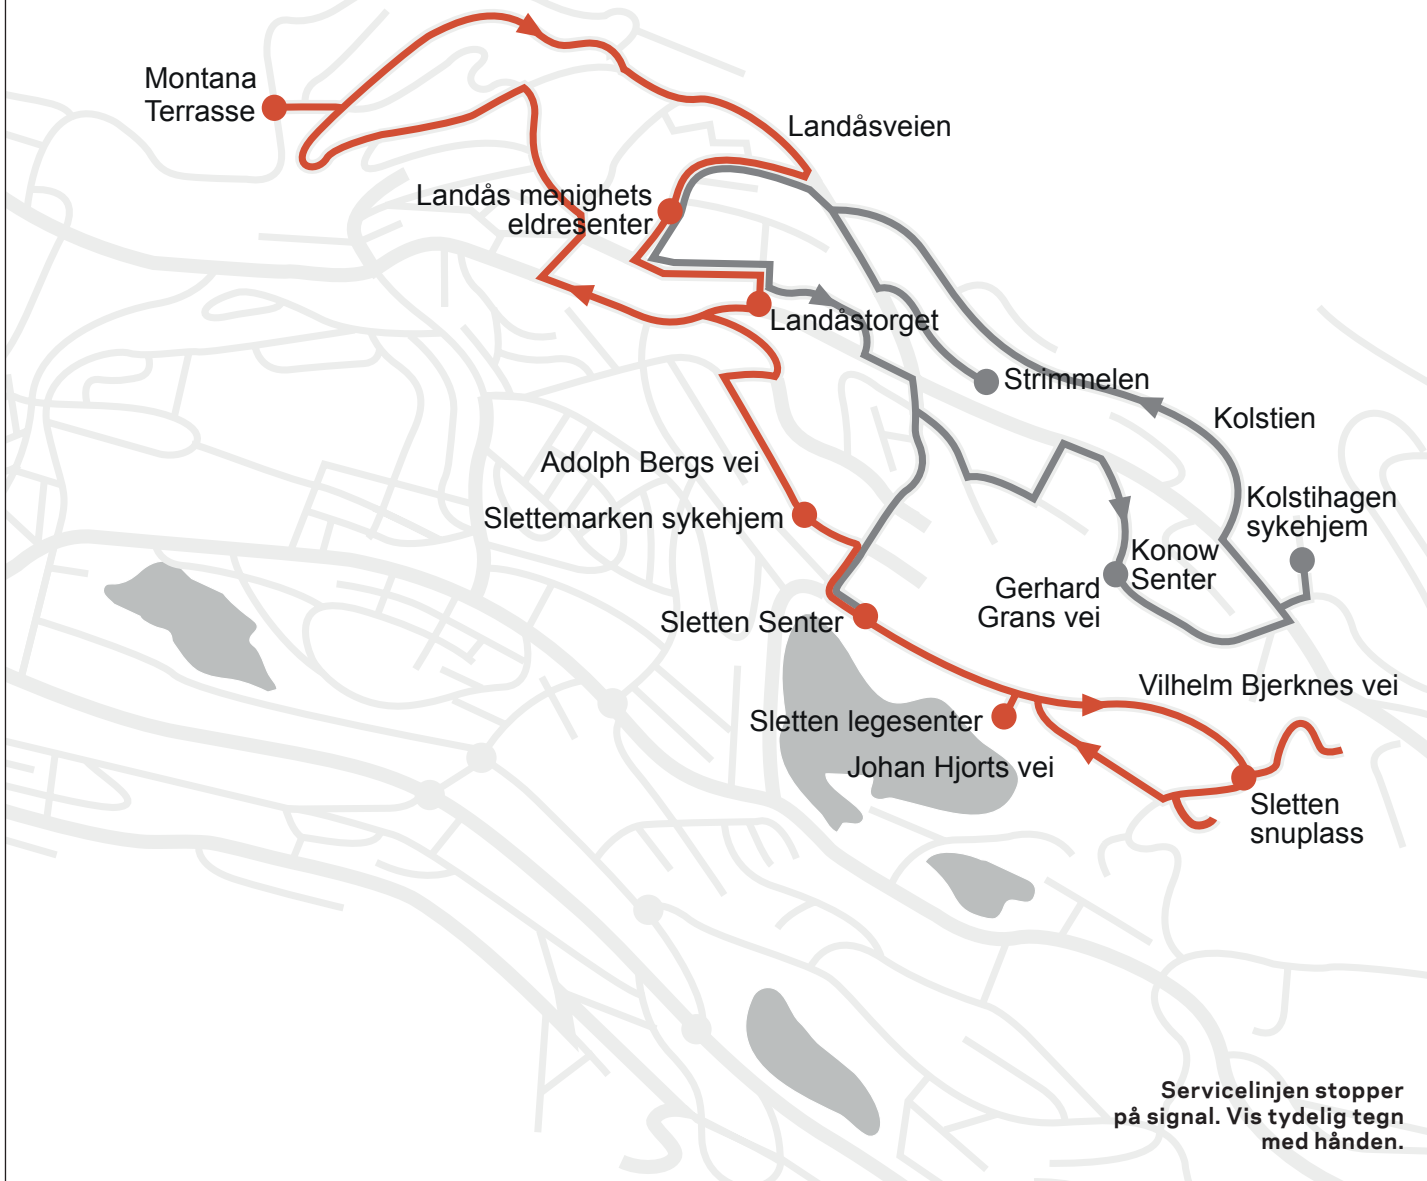 Montana
Terrasse
Landåsveien
Landås menighets
eldresenter
Landåstorget
Strimmelen
Kolstien
Adolph Bergs vei
Slettemarken sykehjem
Kolstihagen
sykehjem
Konow
Senter
Gerhard
Grans vei
Sletten Senter
Vilhelm Bjerknes vei
Sletten legesenter
Johan Hjorts vei
Sletten
snuplass
Servicelinjen stopper
på signal. Vis tydelig tegn
med hånden.